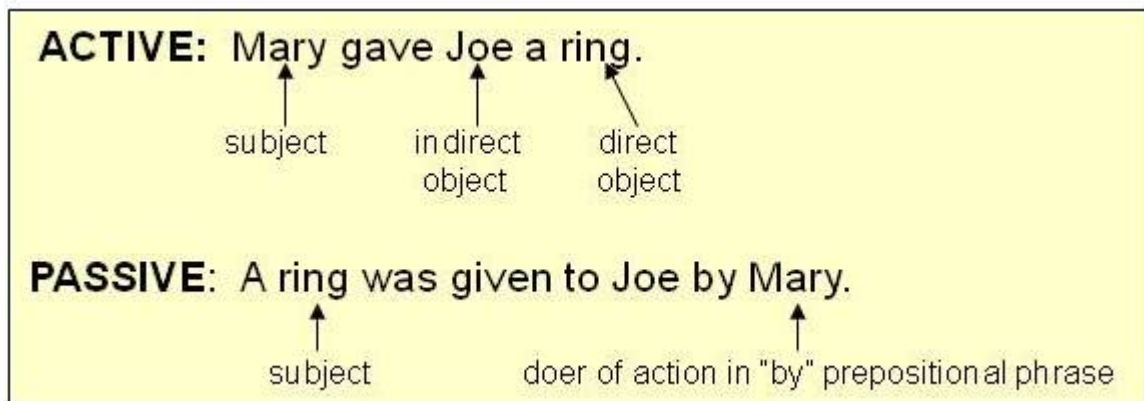 ACTIVE: Mary gave Joe a ring.
subject indirect object direct object
PASSIVE: A ring was given to Joe by Mary.
subject doer of action in "by" prepositional phrase